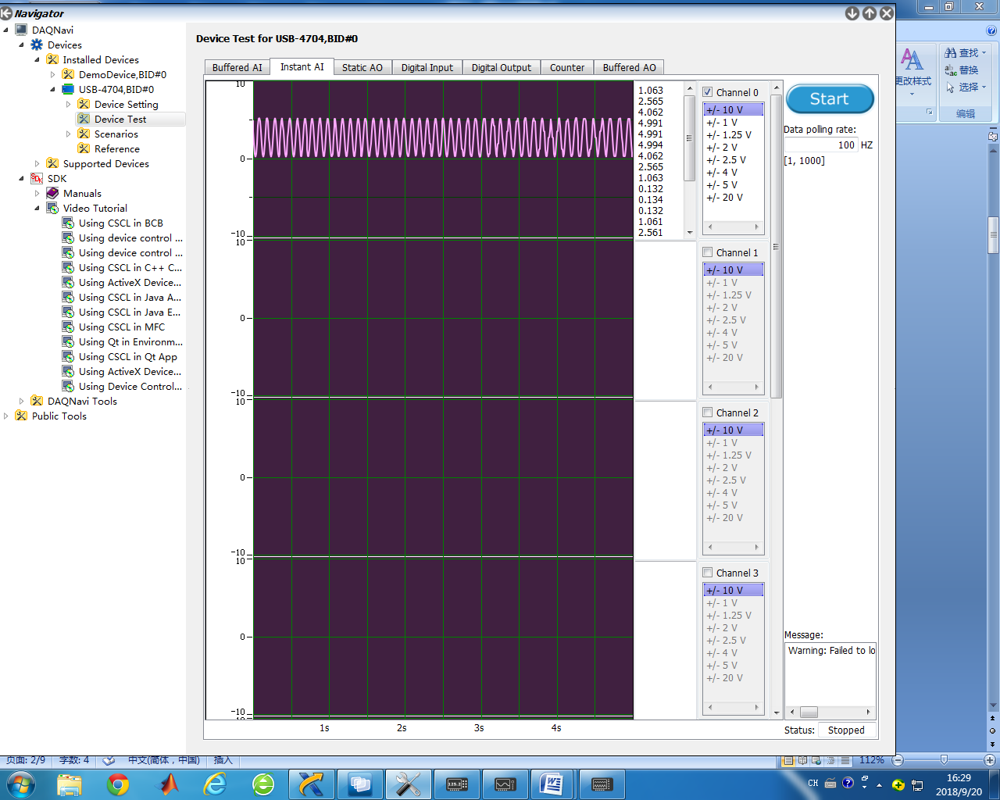 Navigator
DAQNavi
Devices
Installed Devices
DemoDevice,BID#0
USB-4704,BID#0
Device Setting
Device Test
Scenarios
Reference
Supported Devices
SDK
Manuals
Video Tutorial
Using CSCL in BCB
Using device control ...
Using device control ...
Using CSCL in C++ C...
Using ActiveX Device...
Using CSCL in Java A...
Using CSCL in Java E...
Using CSCL in MFC
Using Qt in Environm...
Using CSCL in Qt App
Using ActiveX Device...
Using Device Control...
DAQNavi Tools
Public Tools
Device Test for USB-4704,BID#0
Buffered AI
Instant AI
Static AO
Digital Input
Digital Output
Counter
Buffered AO
10
0
-10
10
0
-10
10
0
-10
10
0
-10
1s
2s
3s
4s
1.063
2.565
4.062
4.991
4.991
4.994
4.062
2.565
1.063
0.132
0.134
0.132
1.061
2.561
Channel 0
+/- 10 V
+/- 1 V
+/- 1.25 V
+/- 2 V
+/- 2.5 V
+/- 4 V
+/- 5 V
+/- 20 V
Channel 1
+/- 10 V
+/- 1 V
+/- 1.25 V
+/- 2 V
+/- 2.5 V
+/- 4 V
+/- 5 V
+/- 20 V
Channel 2
+/- 10 V
+/- 1 V
+/- 1.25 V
+/- 2 V
+/- 2.5 V
+/- 4 V
+/- 5 V
+/- 20 V
Channel 3
+/- 10 V
+/- 1 V
+/- 1.25 V
+/- 2 V
+/- 2.5 V
+/- 4 V
+/- 5 V
+/- 20 V
Start
Data polling rate:
100 HZ
[1, 1000]
Message:
Warning: Failed to lo
Status: Stopped
更改样式
查找
替换
选择
编辑
页面: 2/9 字数: 4 中文(简体，中国) 插入
112%
CH
16:29
2018/9/20